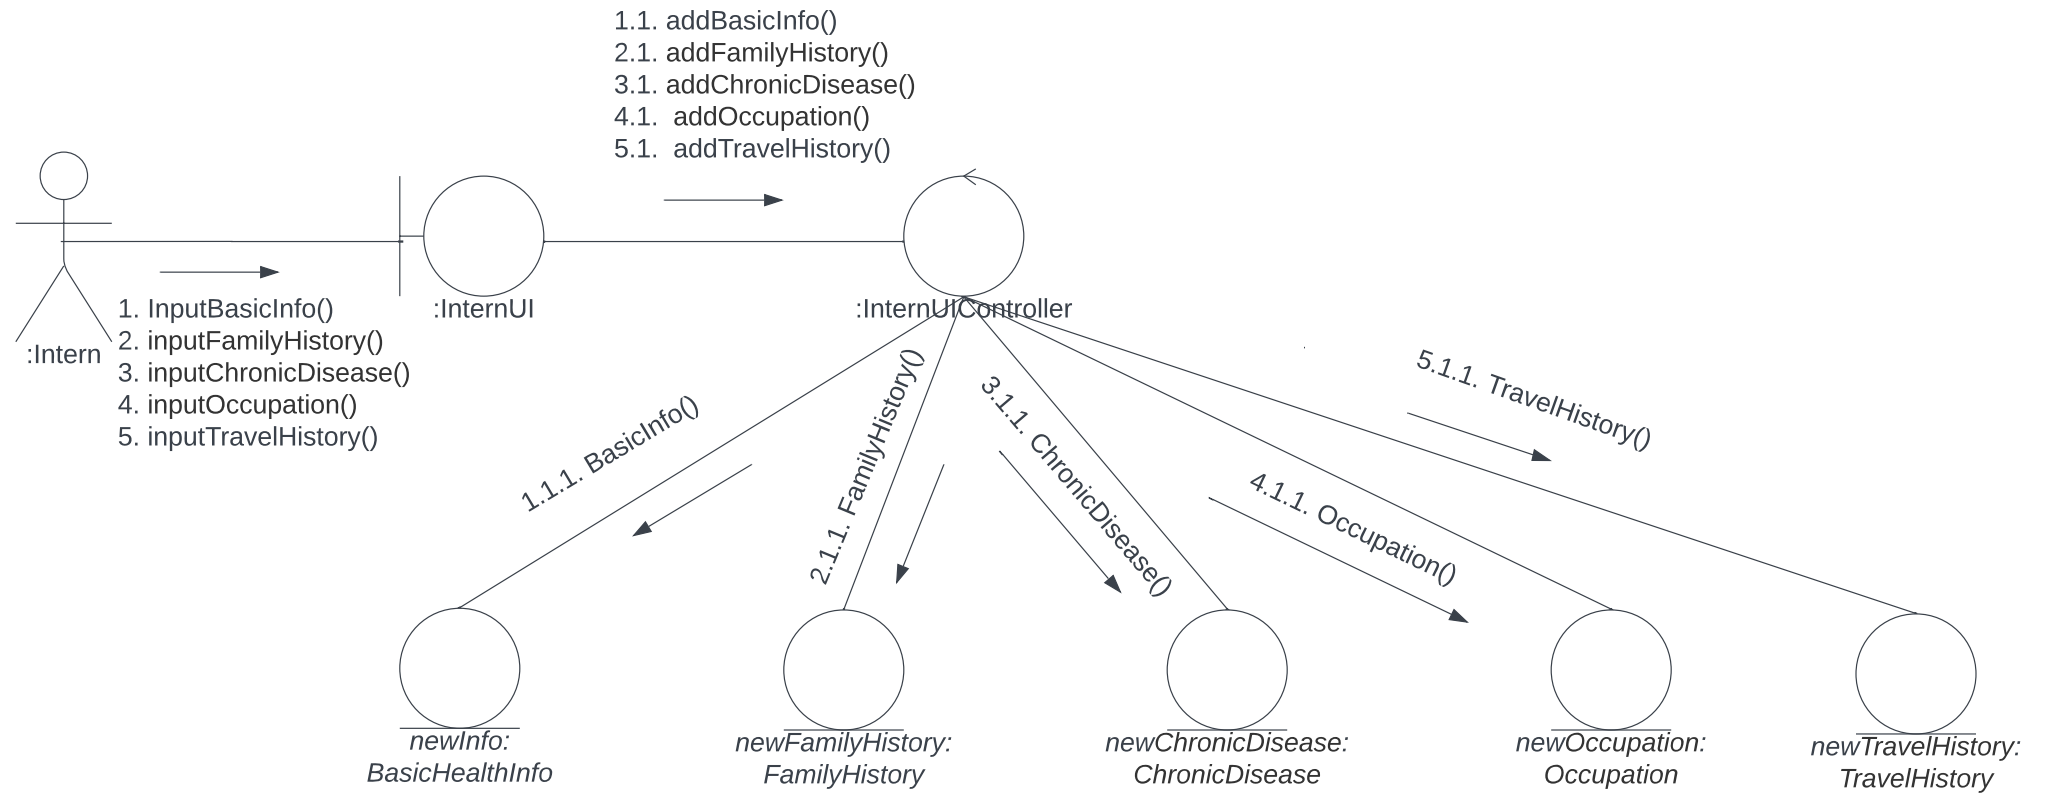 1.1. addBasicInfo()
2.1. addFamilyHistory()
3.1. addChronicDisease()
4.1. addOccupation()
5.1. addTravelHistory()
:Intern
1. InputBasicInfo()
2. inputFamilyHistory()
3. inputChronicDisease()
4. inputOccupation()
5. inputTravelHistory()
:InternUI
:InternUIController
1.1.1. BasicInfo()
2.1.1. FamilyHistory()
3.1.1. ChronicDisease()
4.1.1. Occupation()
5.1.1. TravelHistory()
newInfo:
BasicHealthInfo
newFamilyHistory:
FamilyHistory
newChronicDisease:
ChronicDisease
newOccupation:
Occupation
newTravelHistory:
TravelHistory